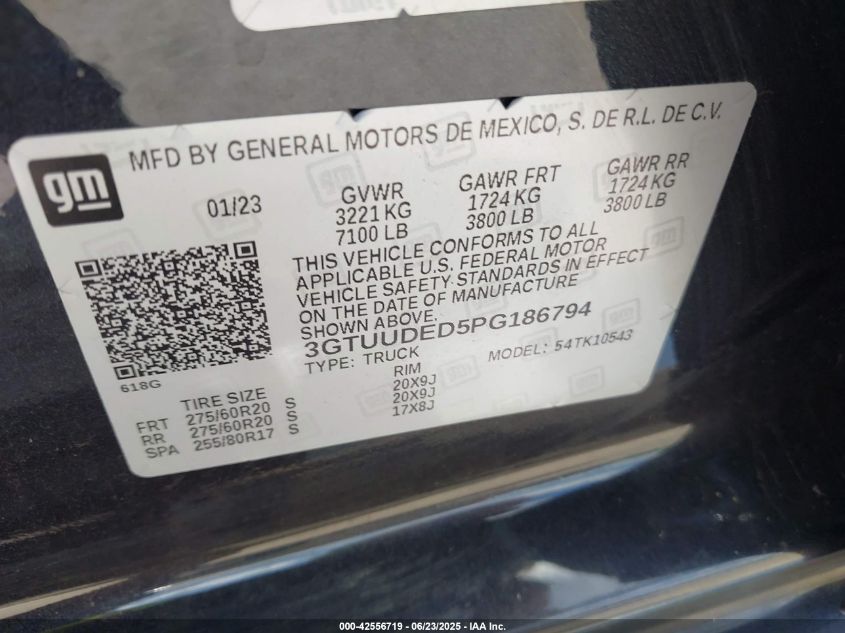 MFD BY GENERAL MOTORS DE MEXICO, S. DE R.L. DE C.V.
gm
01/23
GVWR
3221 KG
7100 LB
GAWR FRT
1724 KG
3800 LB
GAWR RR
1724 KG
3800 LB
THIS VEHICLE CONFORMS TO ALL
APPLICABLE U.S. FEDERAL MOTOR
VEHICLE SAFETY STANDARDS IN EFFECT
ON THE DATE OF MANUFACTURE
SHOWN ABOVE.
3GTUUDED5PG186794
TYPE: TRUCK
MODEL: 54TK10543
618G
TIRE SIZE
RIM
FRT 275/60R20 S 20X9J
RR 275/60R20 S 20X9J
SPA 255/80R17 S 17X8J
000-42556719 - 06/23/2025 - IAA Inc.